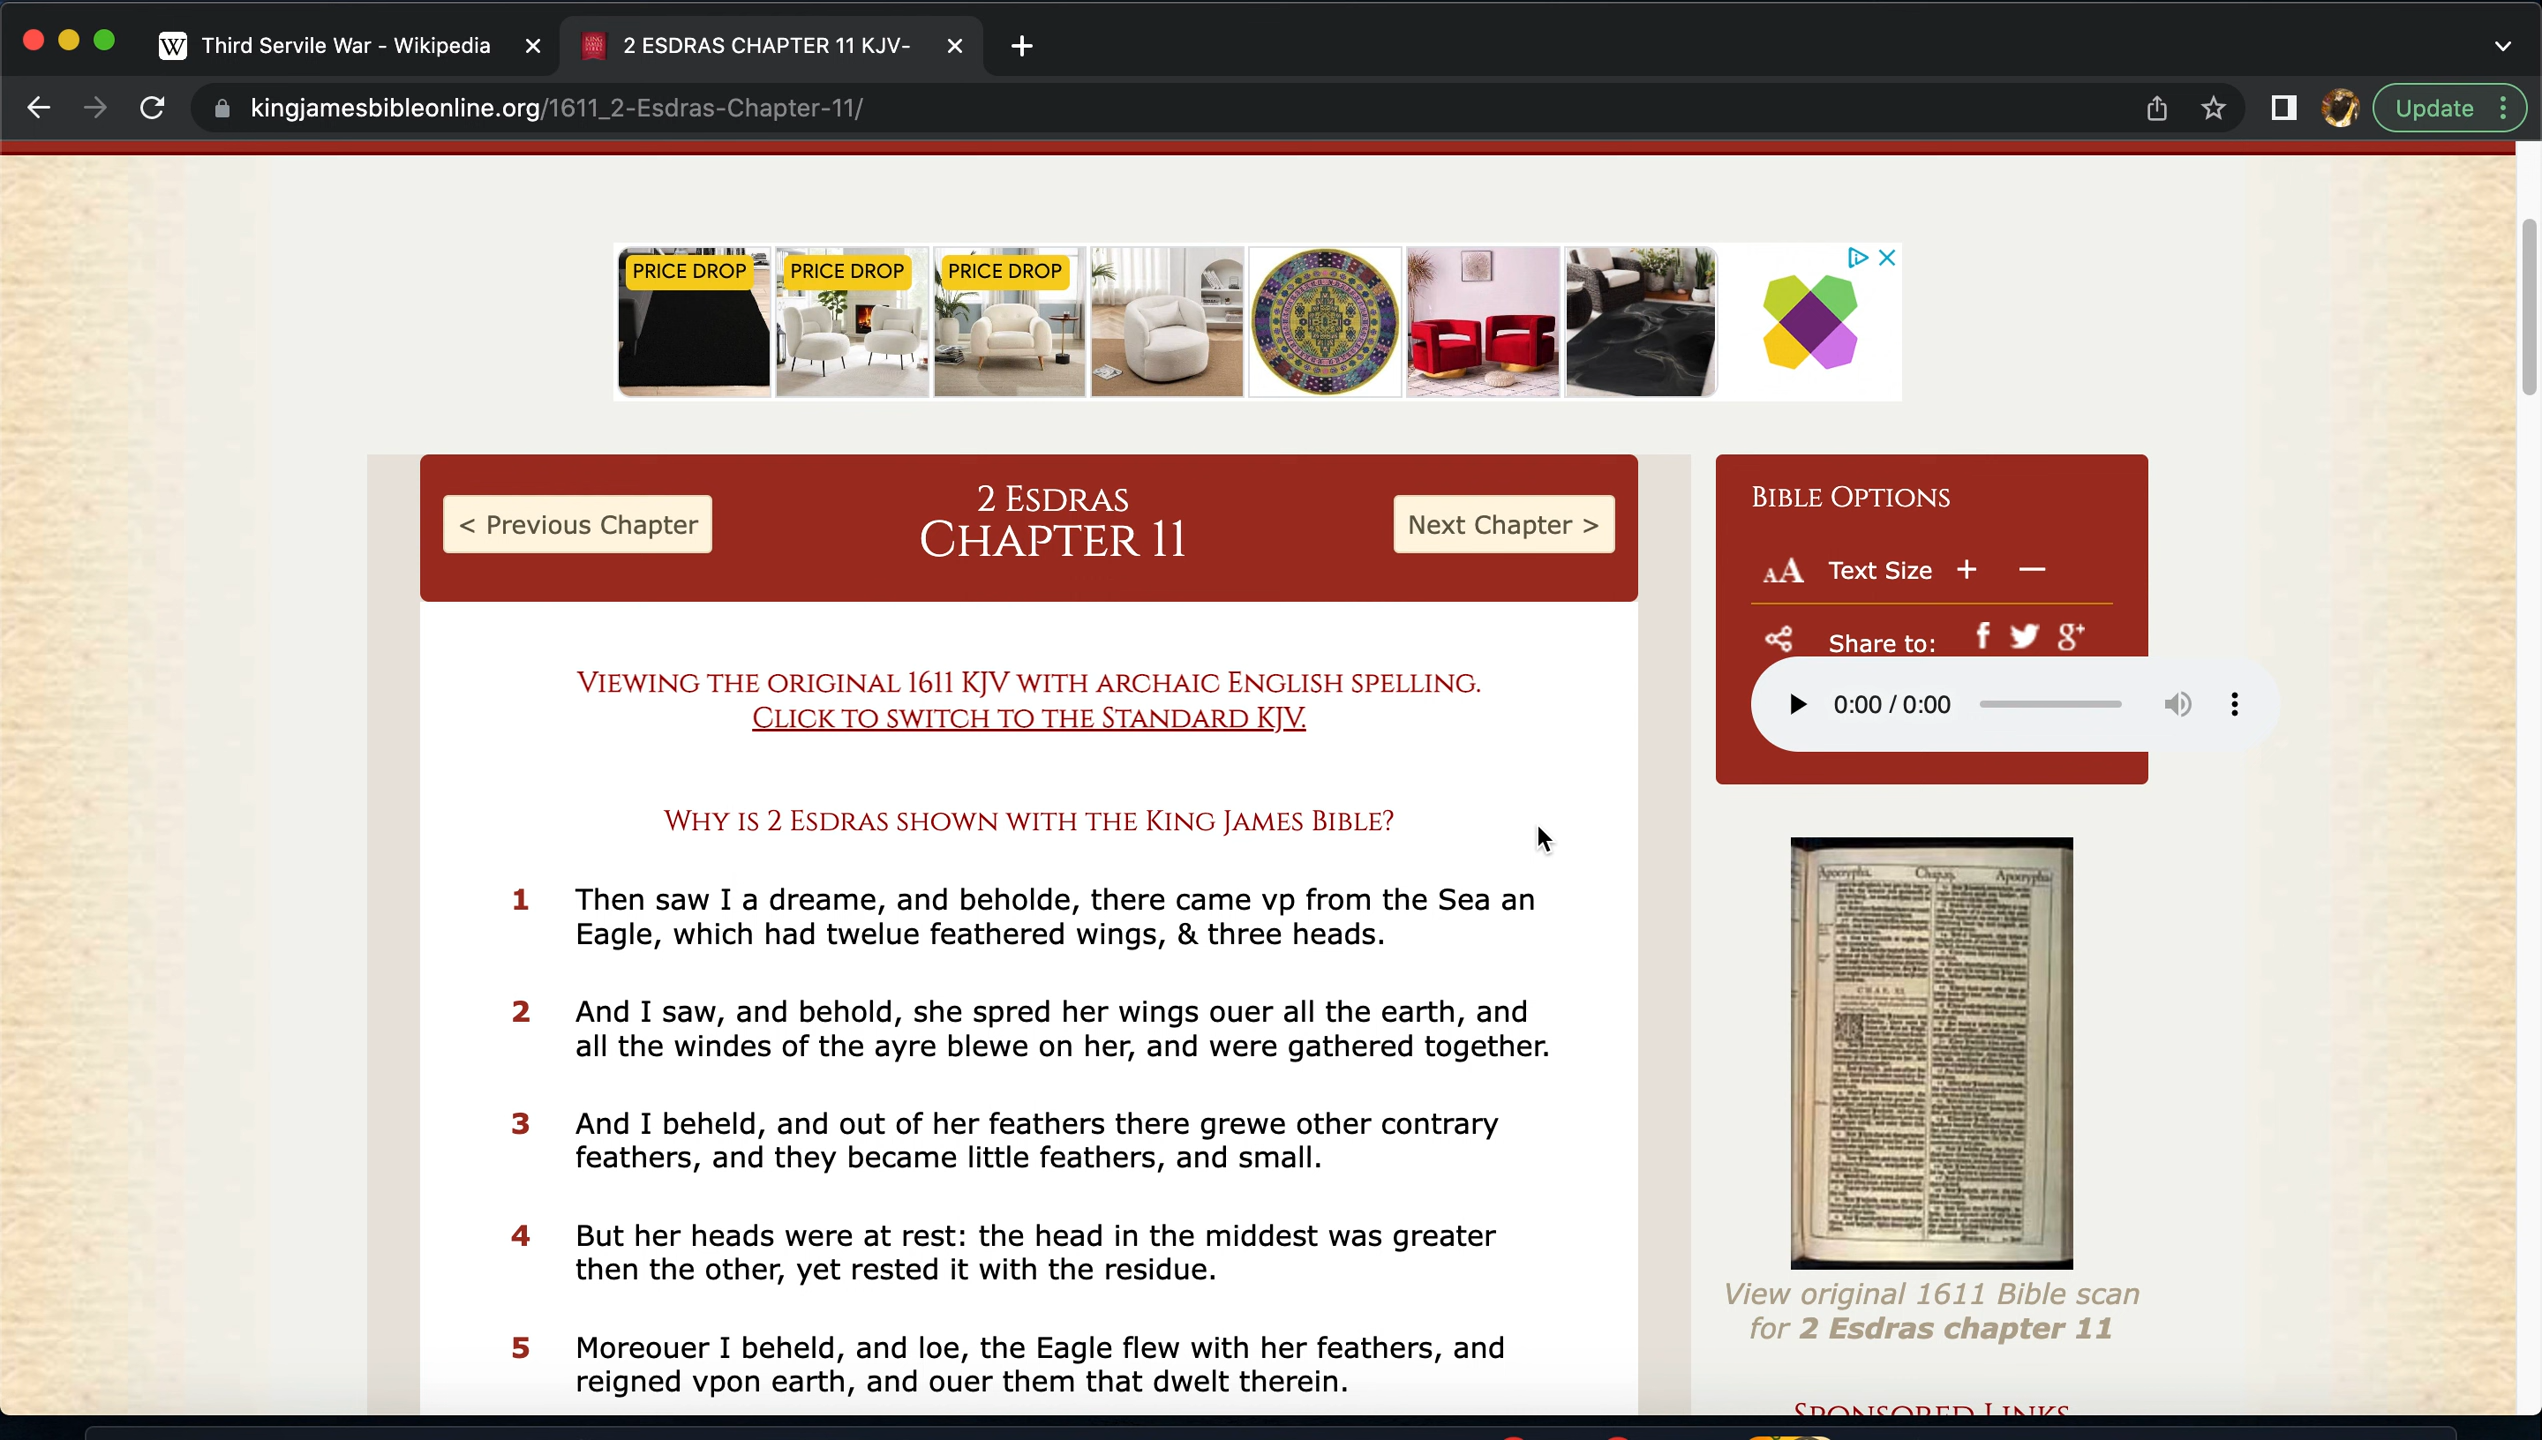 Third Servile War - Wikipedia
2 ESDRAS CHAPTER 11 KJV-
kingjamesbibleonline.org/1611_2-Esdras-Chapter-11/
Update
PRICE DROP
PRICE DROP
PRICE DROP
< Previous Chapter
2 Esdras
Chapter 11
Next Chapter >
Viewing the original 1611 KJV with archaic English spelling.
Click to switch to the Standard KJV.
Why is 2 Esdras shown with the King James Bible?
1 Then saw I a dreame, and beholde, there came vp from the Sea an
Eagle, which had twelue feathered wings, & three heads.
2 And I saw, and behold, she spred her wings ouer all the earth, and
all the windes of the ayre blewe on her, and were gathered together.
3 And I beheld, and out of her feathers there grewe other contrary
feathers, and they became little feathers, and small.
4 But her heads were at rest: the head in the middest was greater
then the other, yet rested it with the residue.
5 Moreouer I beheld, and loe, the Eagle flew with her feathers, and
reigned vpon earth, and ouer them that dwelt therein.
Bible Options
AA Text Size + –
Share to: f g+
0:00 / 0:00
Apocrypha. Apocrypha
View original 1611 Bible scan
for 2 Esdras chapter 11
Sponsored Links